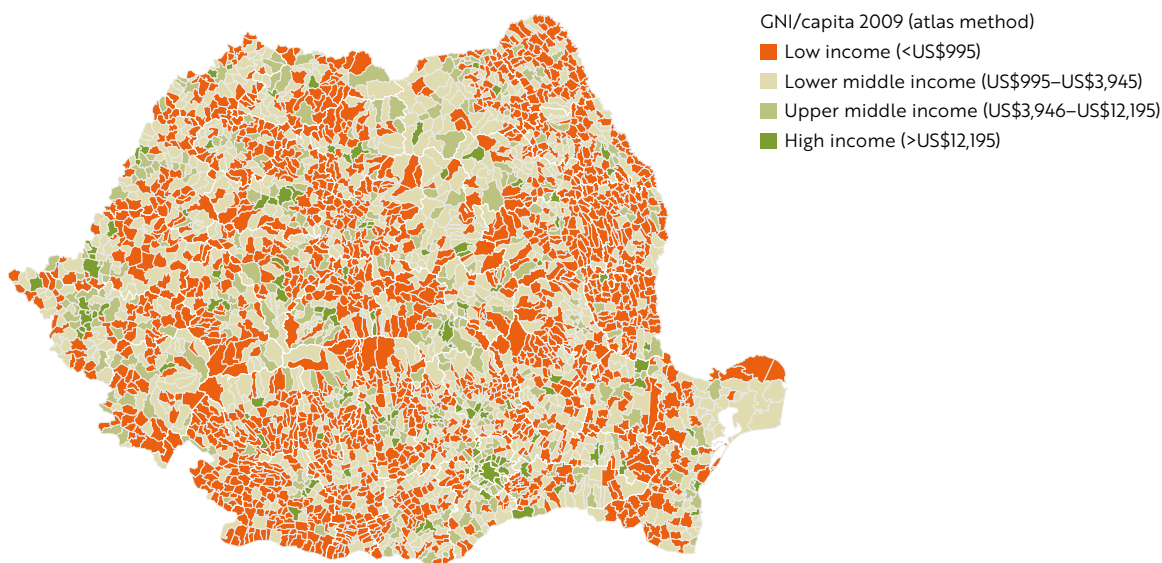 GNI/capita 2009 (atlas method)
Low income (<US$995)
Lower middle income (US$995–US$3,945)
Upper middle income (US$3,946–US$12,195)
High income (>US$12,195)